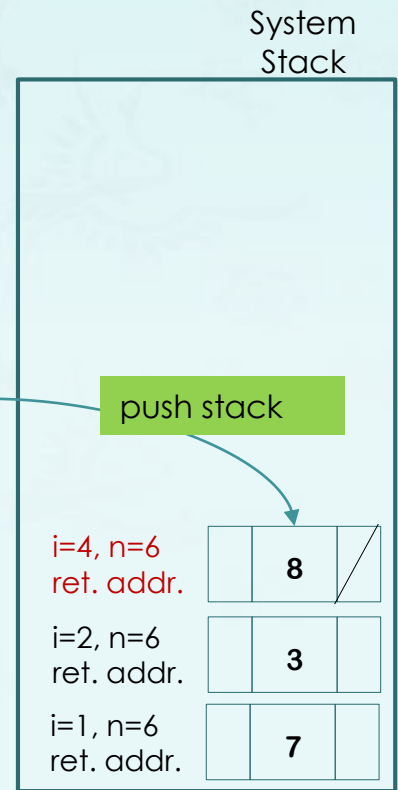 System
Stack
push stack
i=4, n=6
ret. addr.
8
i=2, n=6
ret. addr.
3
i=1, n=6
ret. addr.
7